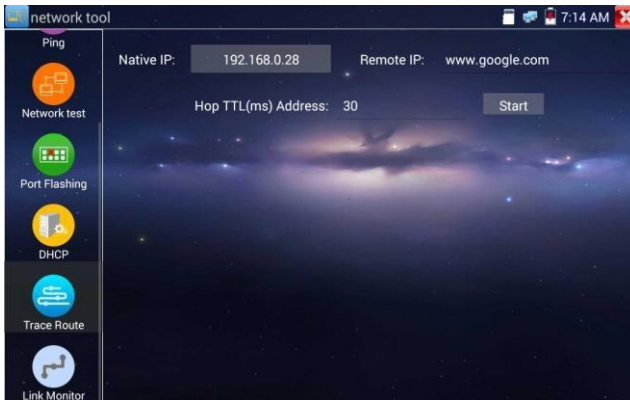 network tool
7:14 AM
Ping
Network test
Port Flashing
DHCP
Trace Route
Link Monitor
Native IP: 192.168.0.28 Remote IP: www.google.com
Hop TTL(ms) Address: 30 Start